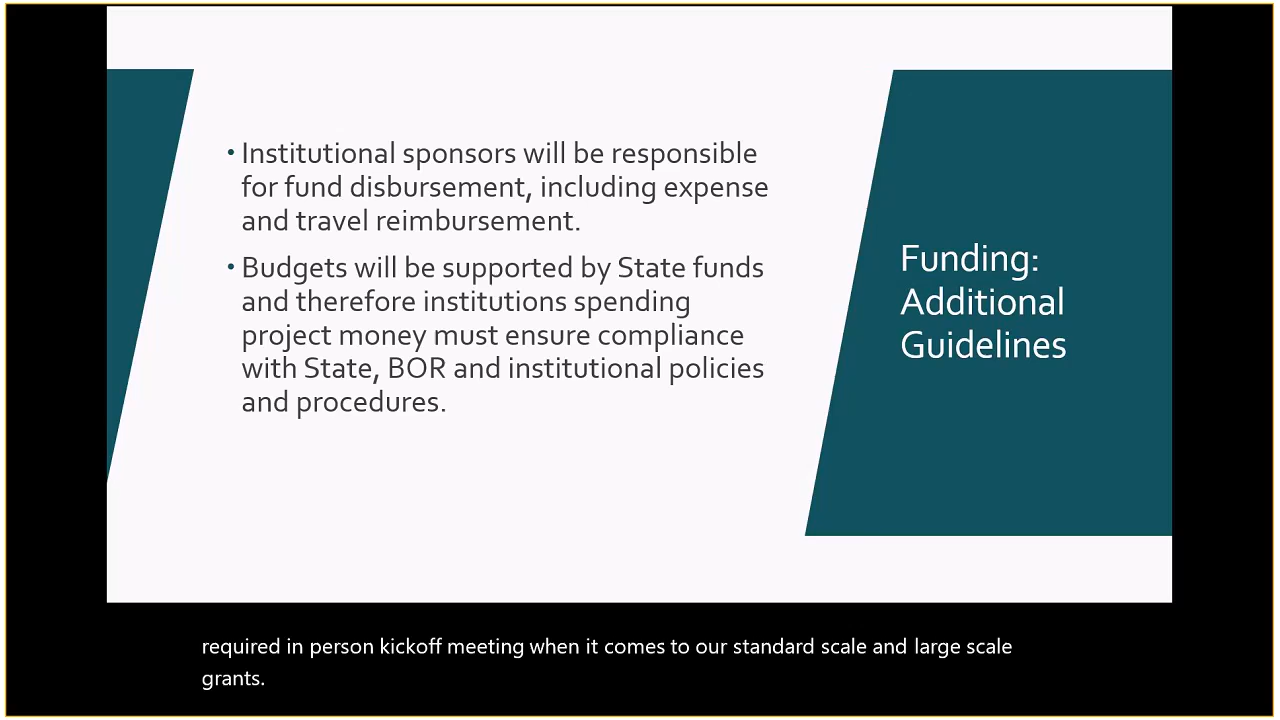 • Institutional sponsors will be responsible
for fund disbursement, including expense
and travel reimbursement.
• Budgets will be supported by State funds
and therefore institutions spending
project money must ensure compliance
with State, BOR and institutional policies
and procedures.
Funding:
Additional
Guidelines
required in person kickoff meeting when it comes to our standard scale and large scale
grants.